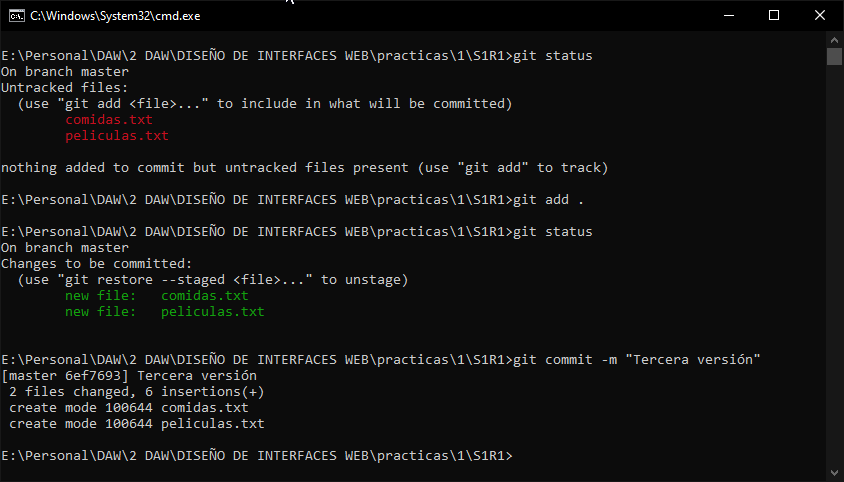 C:\Windows\System32\cmd.exe
E:\Personal\DAW\2 DAW\DISEÑO DE INTERFACES WEB\practicas\1\S1R1>git status
On branch master
Untracked files:
  (use "git add <file>..." to include in what will be committed)
        comidas.txt
        peliculas.txt
nothing added to commit but untracked files present (use "git add" to track)
E:\Personal\DAW\2 DAW\DISEÑO DE INTERFACES WEB\practicas\1\S1R1>git add .
E:\Personal\DAW\2 DAW\DISEÑO DE INTERFACES WEB\practicas\1\S1R1>git status
On branch master
Changes to be committed:
  (use "git restore --staged <file>..." to unstage)
        new file:   comidas.txt
        new file:   peliculas.txt
E:\Personal\DAW\2 DAW\DISEÑO DE INTERFACES WEB\practicas\1\S1R1>git commit -m "Tercera versión"
[master 6ef7693] Tercera versión
 2 files changed, 6 insertions(+)
 create mode 100644 comidas.txt
 create mode 100644 peliculas.txt
E:\Personal\DAW\2 DAW\DISEÑO DE INTERFACES WEB\practicas\1\S1R1>